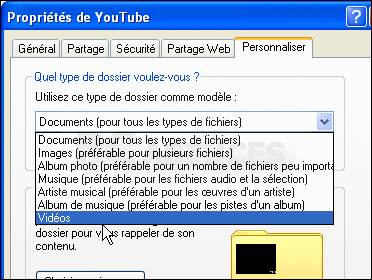 Propriétés de YouTube
?
Général Partage Sécurité Partage Web Personnaliser
Quel type de dossier voulez-vous ?
Utilisez ce type de dossier comme modèle :
Documents (pour tous les types de fichiers)
Documents (pour tous les types de fichiers)
Images (préférable pour plusieurs fichiers)
Album photo (préférable pour un nombre de fichiers peu importa
Musique (préférable pour les fichiers audio et la sélection)
Artiste musical (préférable pour les œuvres d'un artiste)
Album de musique (préférable pour les pistes d'un album)
Vidéos
dossier pour vous rappeler de son
contenu.